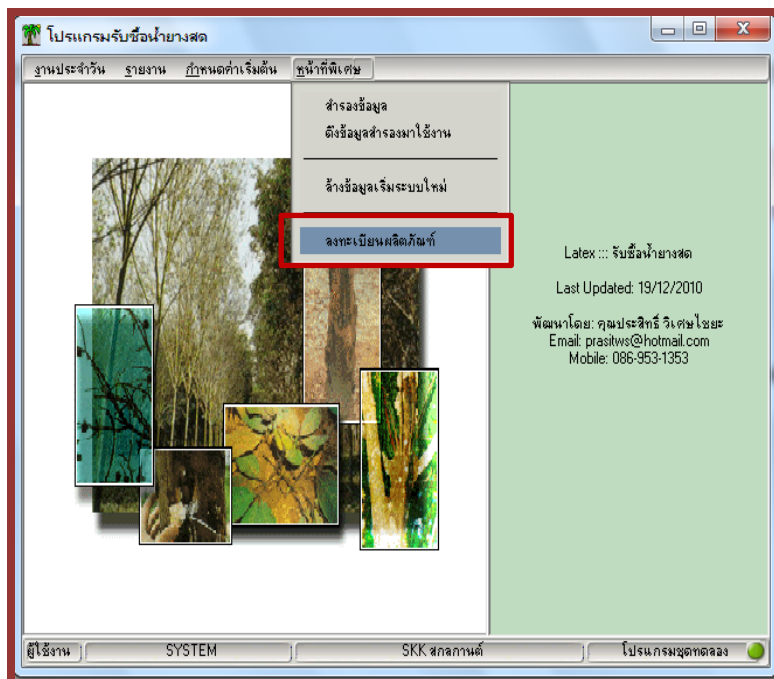 โปรแกรมรับซื้อน้ำยางสด
งานประจำวัน รายงาน กำหนดค่าเริ่มต้น หน้าที่พิเศษ
สำรองข้อมูล
ดึงข้อมูลสำรองมาใช้งาน
ล้างข้อมูลเริ่มระบบใหม่
ลงทะเบียนผลิตภัณฑ์
Latex ::: รับซื้อน้ำยางสด
Last Updated: 19/12/2010
พัฒนาโดย: คุณประสิทธิ์ วิเศษไชยะ
Email: prasitws@hotmail.com
Mobile: 086-953-1353
ผู้ใช้งาน SYSTEM SKK สกลกานต์ โปรแกรมชุดทดลอง